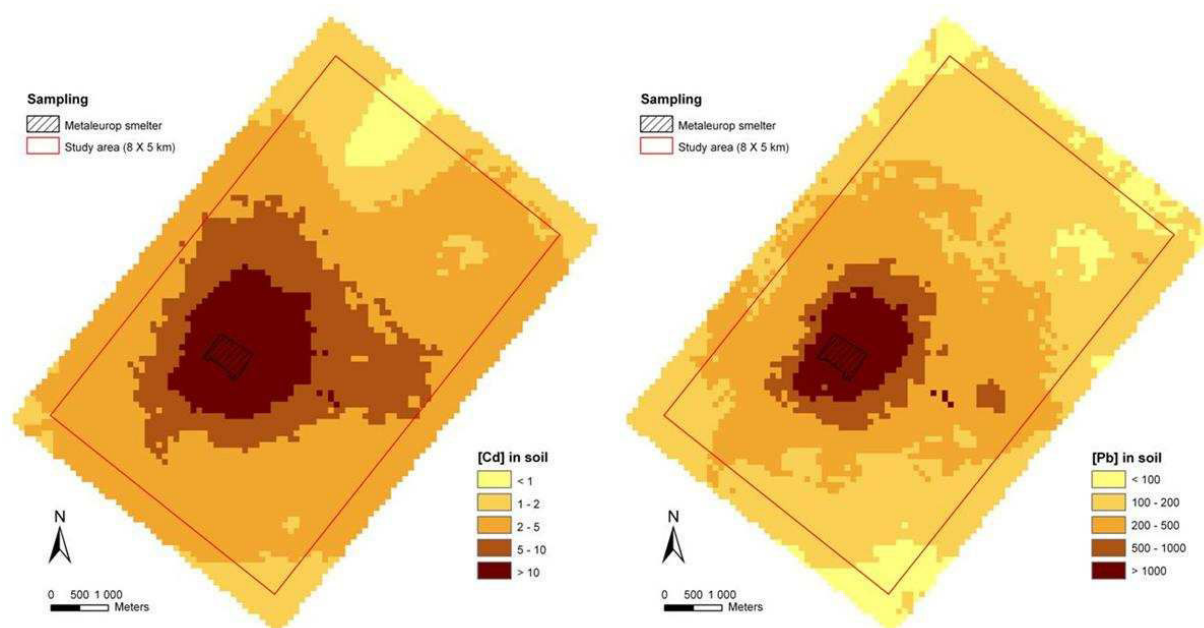 Sampling
Metaleurop smelter
Study area (8 X 5 km)
[Cd] in soil
< 1
1 - 2
2 - 5
5 - 10
> 10
N
0 500 1 000
Meters
Sampling
Metaleurop smelter
Study area (8 X 5 km)
[Pb] in soil
< 100
100 - 200
200 - 500
500 - 1000
> 1000
N
0 500 1 000
Meters